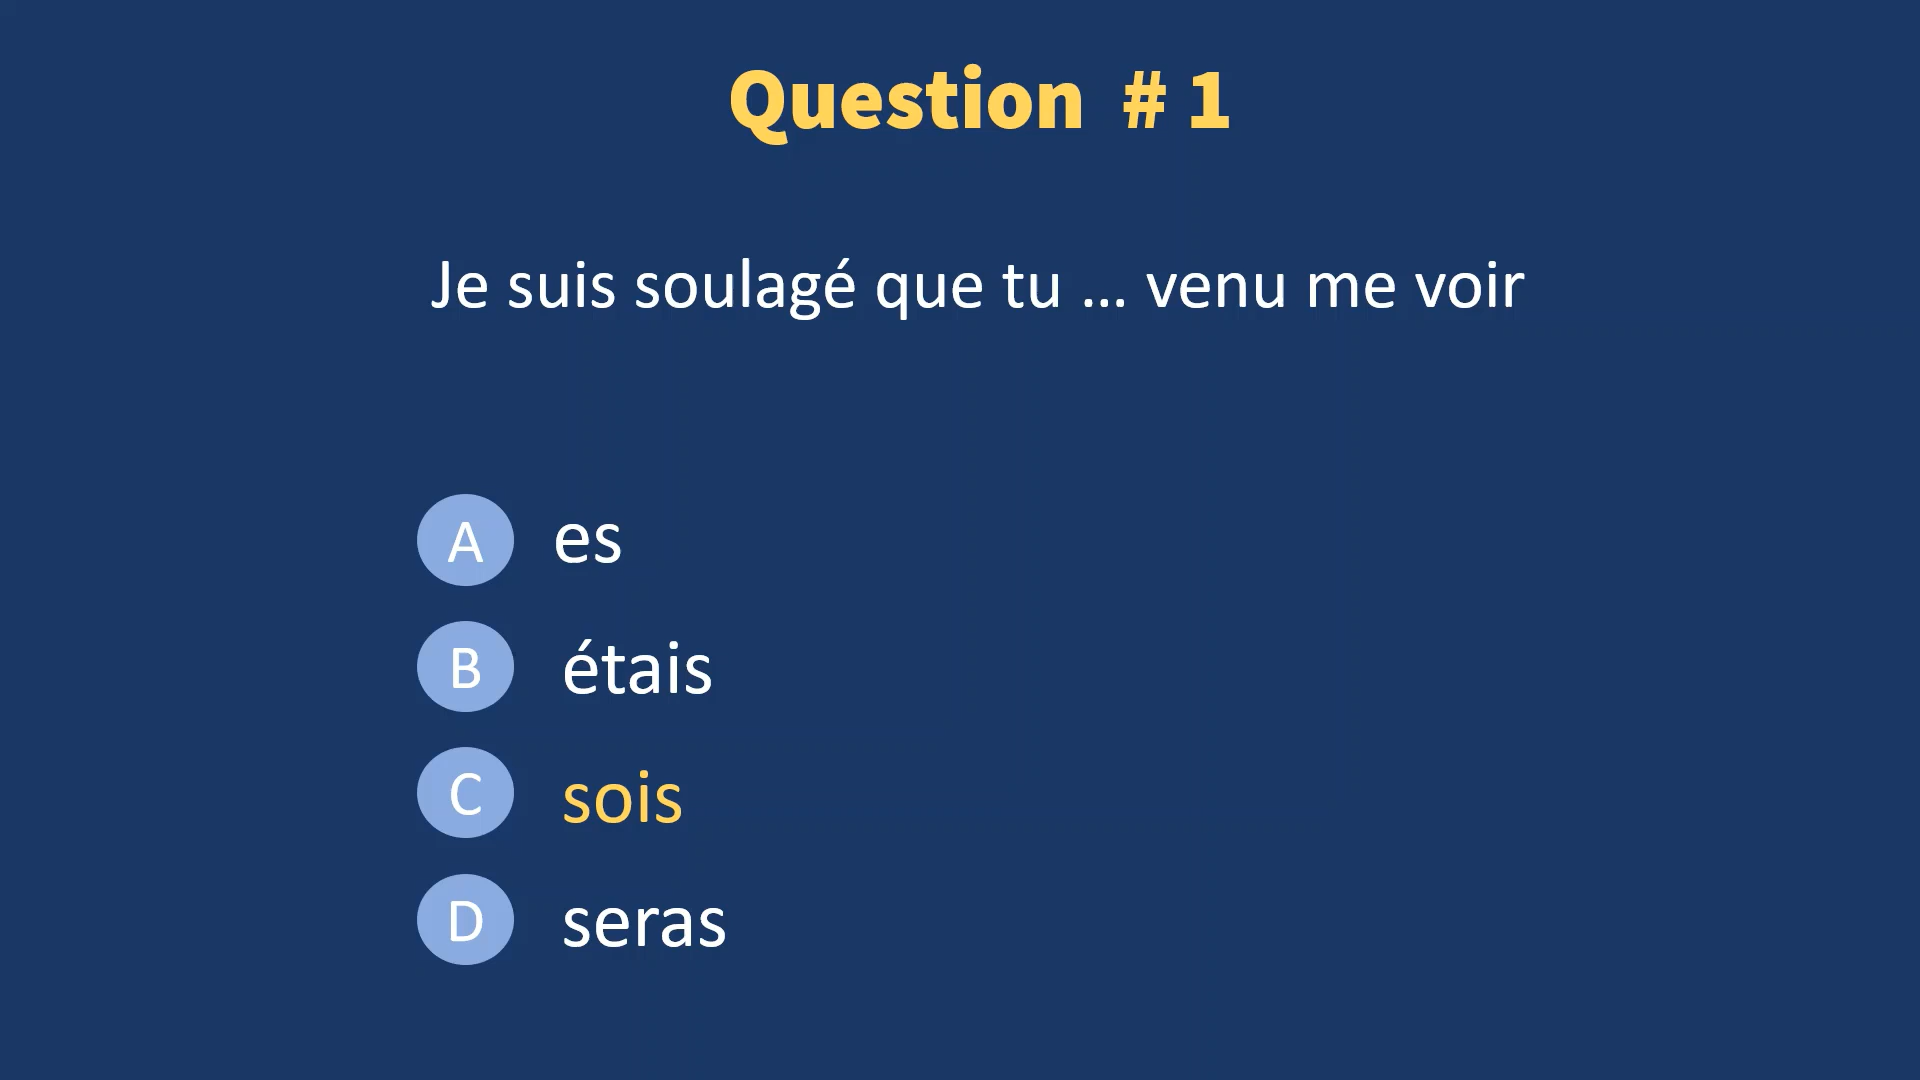 Question # 1
Je suis soulagé que tu ... venu me voir
A es
B étais
C sois
D seras